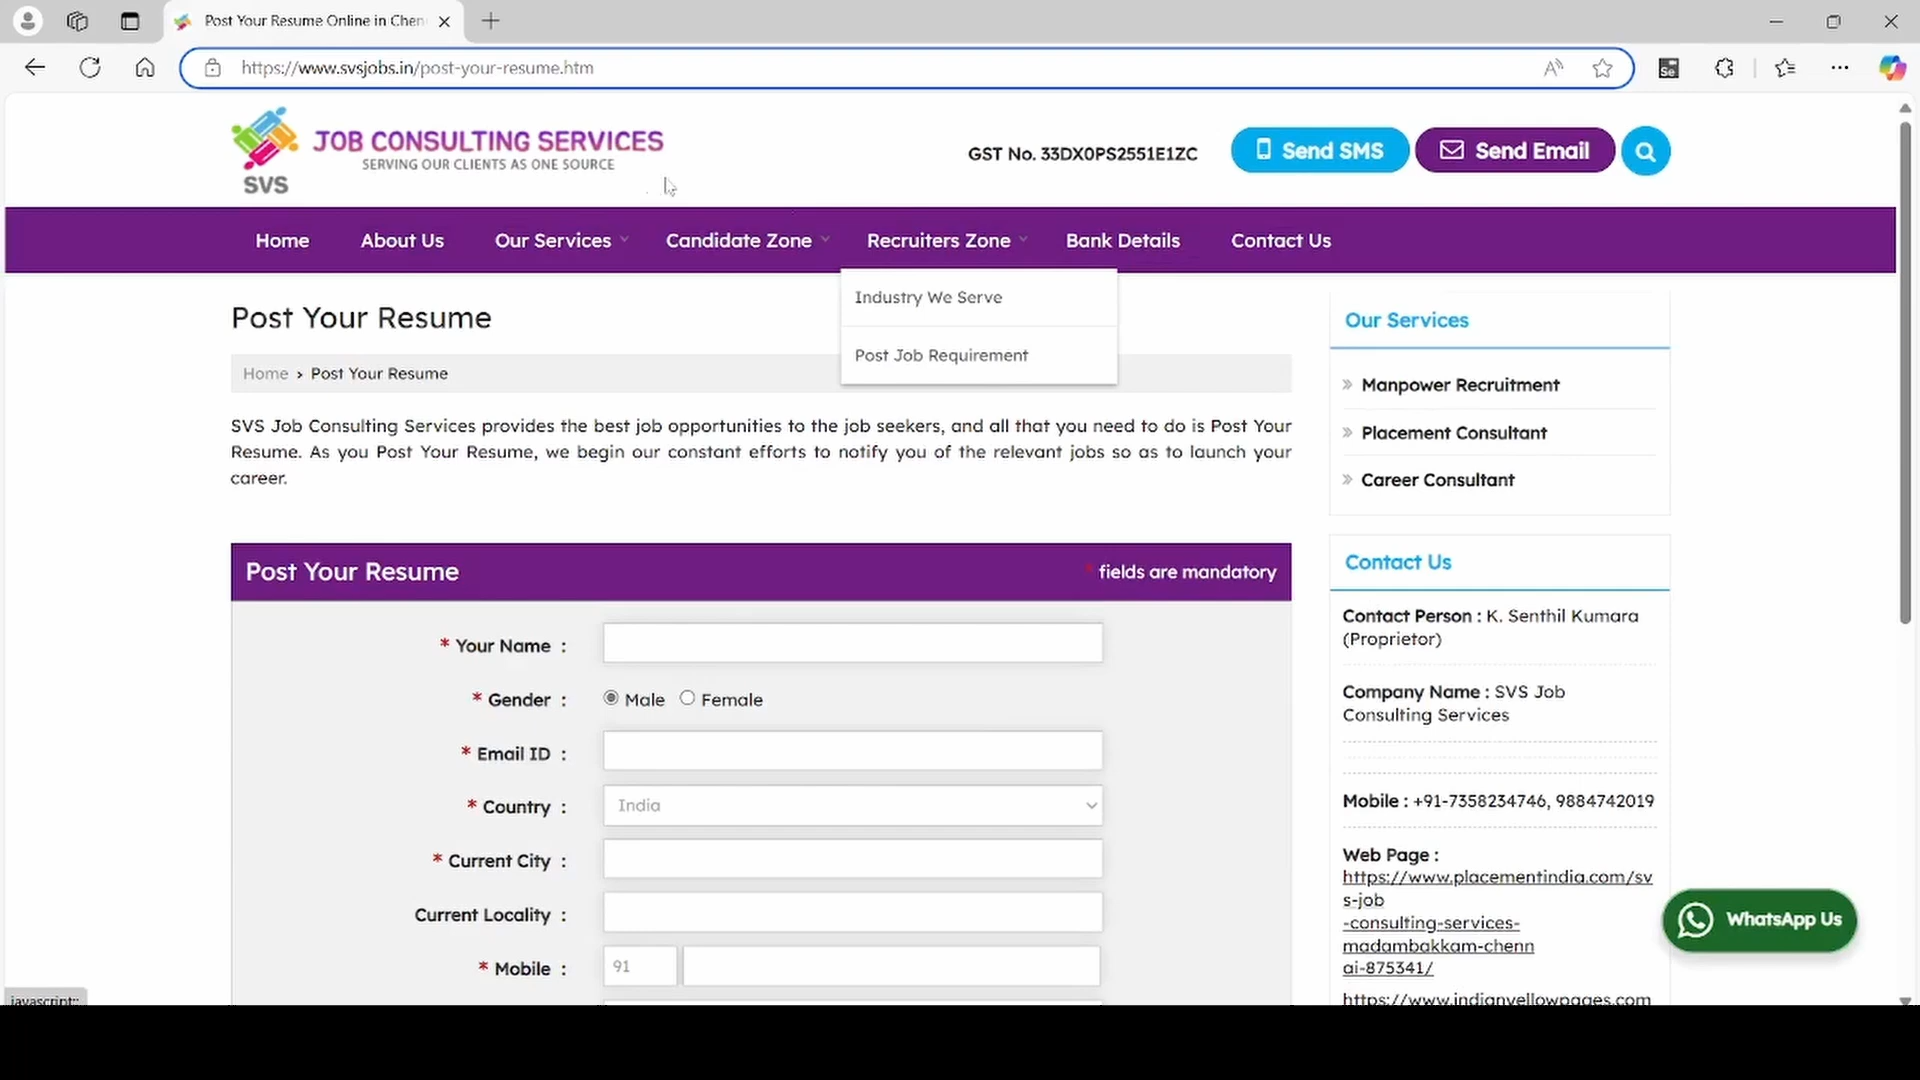 Post Your Resume Online in Chen
https://www.svsjobs.in/post-your-resume.htm
SVS
JOB CONSULTING SERVICES
SERVING OUR CLIENTS AS ONE SOURCE
GST No. 33DX0PS2551E1ZC
Send SMS
Send Email
Home
About Us
Our Services
Candidate Zone
Recruiters Zone
Bank Details
Contact Us
Industry We Serve
Post Job Requirement
Post Your Resume
Home › Post Your Resume
SVS Job Consulting Services provides the best job opportunities to the job seekers, and all that you need to do is Post Your
Resume. As you Post Your Resume, we begin our constant efforts to notify you of the relevant jobs so as to launch your
career.
Post Your Resume
* fields are mandatory
* Your Name :
* Gender :
Male
Female
* Email ID :
* Country :
India
* Current City :
Current Locality :
* Mobile :
91
Our Services
» Manpower Recruitment
» Placement Consultant
» Career Consultant
Contact Us
Contact Person : K. Senthil Kumara
(Proprietor)
Company Name : SVS Job
Consulting Services
Mobile : +91-7358234746, 9884742019
Web Page :
https://www.placementindia.com/sv
s-job
-consulting-services-
madambakkam-chenn
ai-875341/
https://www.indianyellowpages.com
WhatsApp Us
javascript:;